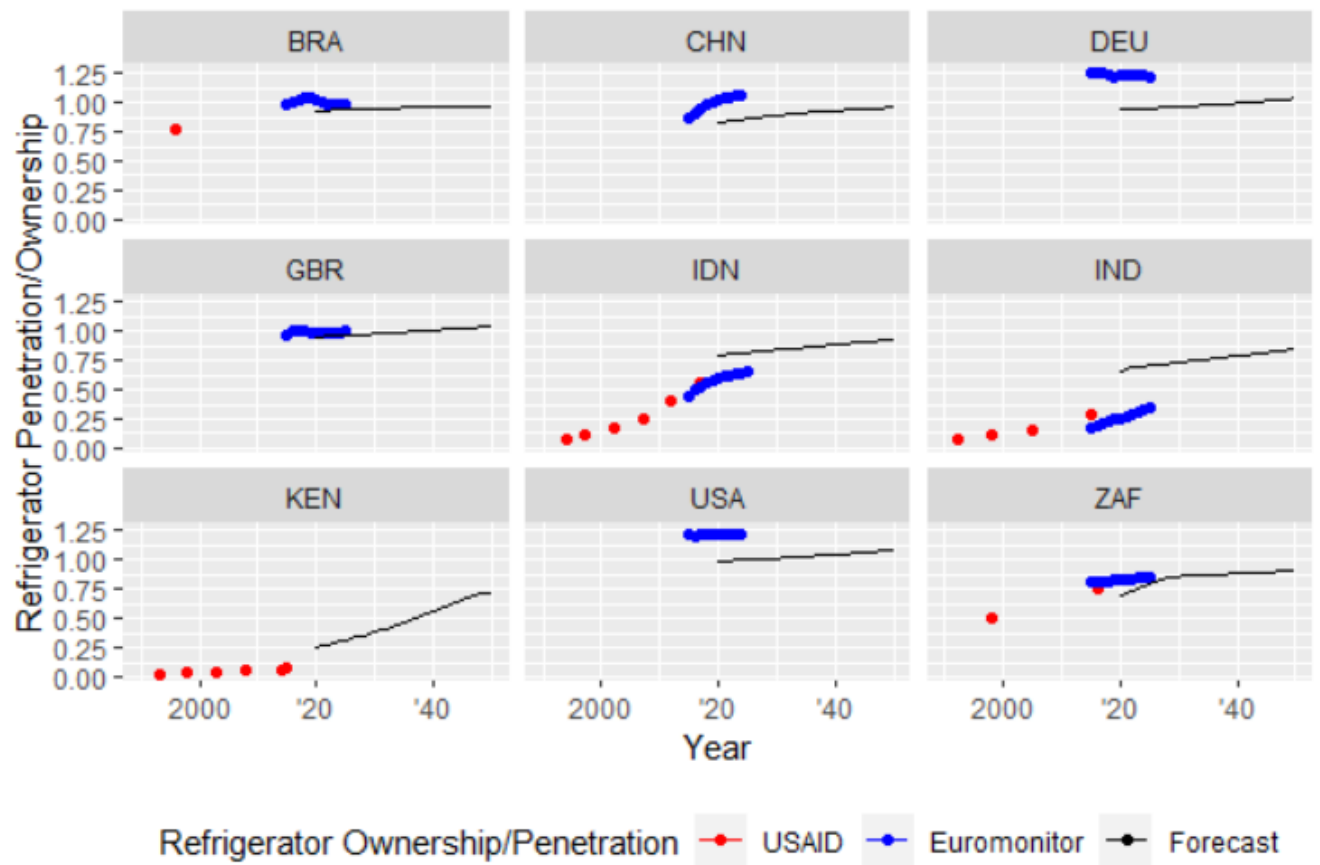 BRA CHN DEU
1.25
1.00
0.75
0.50
0.25
0.00
GBR IDN IND
1.25
1.00
0.75
0.50
0.25
0.00
KEN USA ZAF
1.25
1.00
0.75
0.50
0.25
0.00
Refrigerator Penetration/Ownership
2000 '20 '40 2000 '20 '40 2000 '20 '40
Year
Refrigerator Ownership/Penetration USAID Euromonitor Forecast